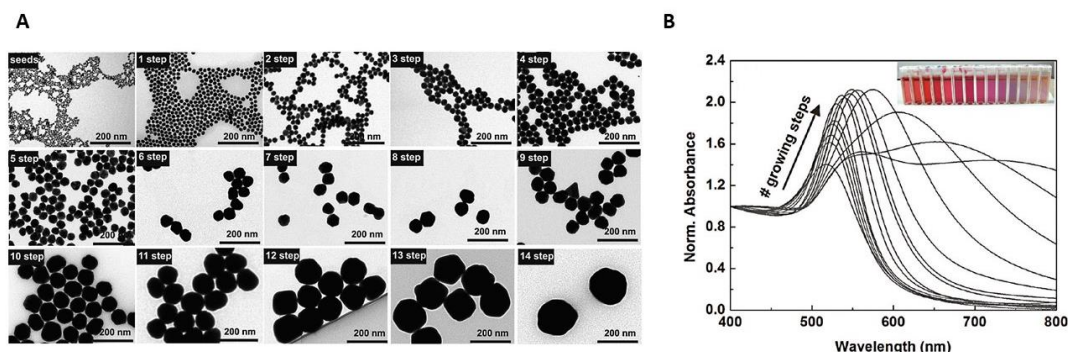 A
B
seeds
200 nm
1 step
200 nm
2 step
200 nm
3 step
200 nm
4 step
200 nm
5 step
200 nm
6 step
200 nm
7 step
200 nm
8 step
200 nm
9 step
200 nm
10 step
200 nm
11 step
200 nm
12 step
200 nm
13 step
200 nm
14 step
200 nm
Norm. Absorbance
2.4
2.0
1.6
1.2
0.8
0.4
0.0
# growing steps
400
500
600
700
800
Wavelength (nm)